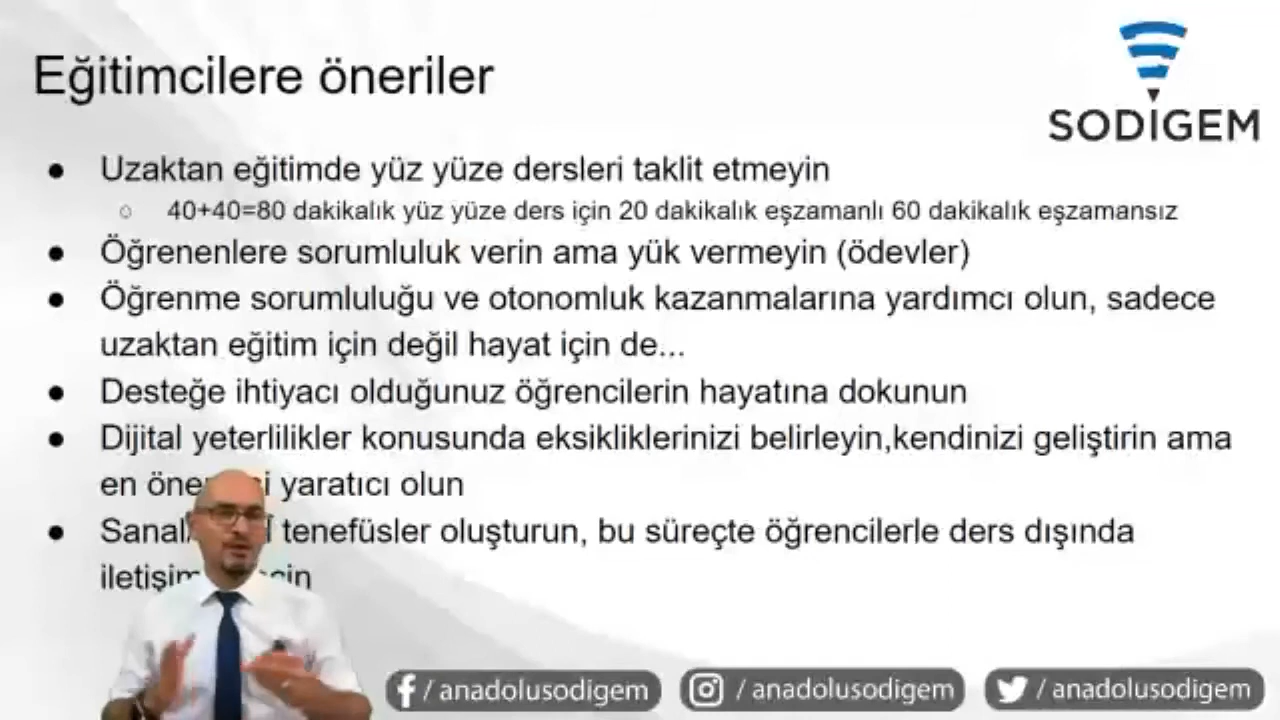 Eğitimcilere öneriler
SODİGEM
● Uzaktan eğitimde yüz yüze dersleri taklit etmeyin
○ 40+40=80 dakikalık yüz yüze ders için 20 dakikalık eşzamanlı 60 dakikalık eşzamansız
● Öğrenenlere sorumluluk verin ama yük vermeyin (ödevler)
● Öğrenme sorumluluğu ve otonomluk kazanmalarına yardımcı olun, sadece
uzaktan eğitim için değil hayat için de...
● Desteğe ihtiyacı olduğunuz öğrencilerin hayatına dokunun
● Dijital yeterlilikler konusunda eksikliklerinizi belirleyin,kendinizi geliştirin ama
en yaratıcı olun
● tenefüsler oluşturun, bu süreçte öğrencilerle ders dışında
/ anadolusodigem
/ anadolusodigem
/ anadolusodigem